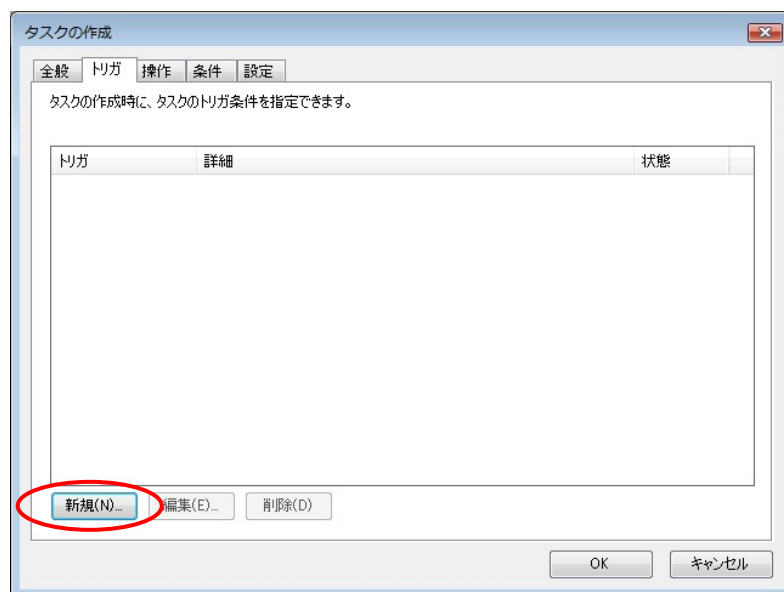 タスクの作成
全般 トリガ 操作 条件 設定
タスクの作成時に、タスクのトリガ条件を指定できます。
トリガ 詳細 状態
新規(N)... 編集(E)... 削除(D)
OK キャンセル